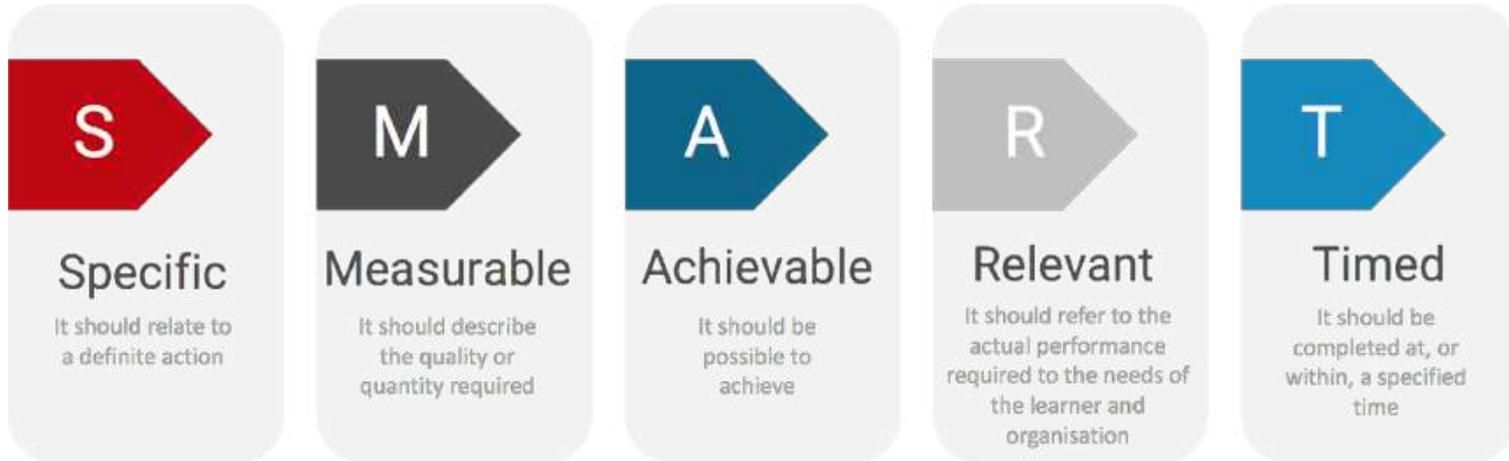 S
Specific
It should relate to
a definite action
M
Measurable
It should describe
the quality or
quantity required
A
Achievable
It should be
possible to
achieve
R
Relevant
It should refer to the
actual performance
required to the needs of
the learner and
organisation
T
Timed
It should be
completed at, or
within, a specified
time